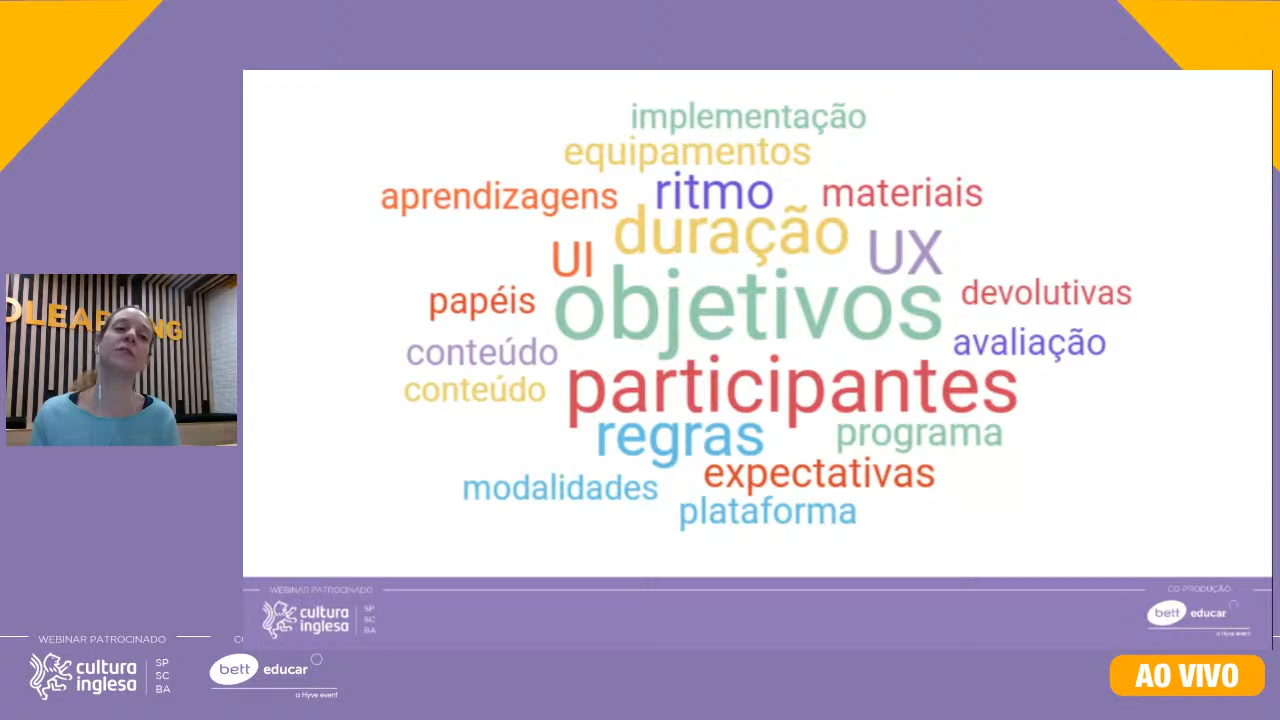 implementação
equipamentos
aprendizagens ritmo materiais
duração
UI UX
papéis objetivos devolutivas
conteúdo avaliação
conteúdo participantes
regras programa
expectativas
modalidades
plataforma
WEBINAR PATROCINADO
cultura
inglesa
SP
SC
BA
CO-PRODUÇÃO
bett educar
a Hyve event
WEBINAR PATROCINADO
cultura
inglesa
SP
SC
BA
bett educar
a Hyve event
AO VIVO